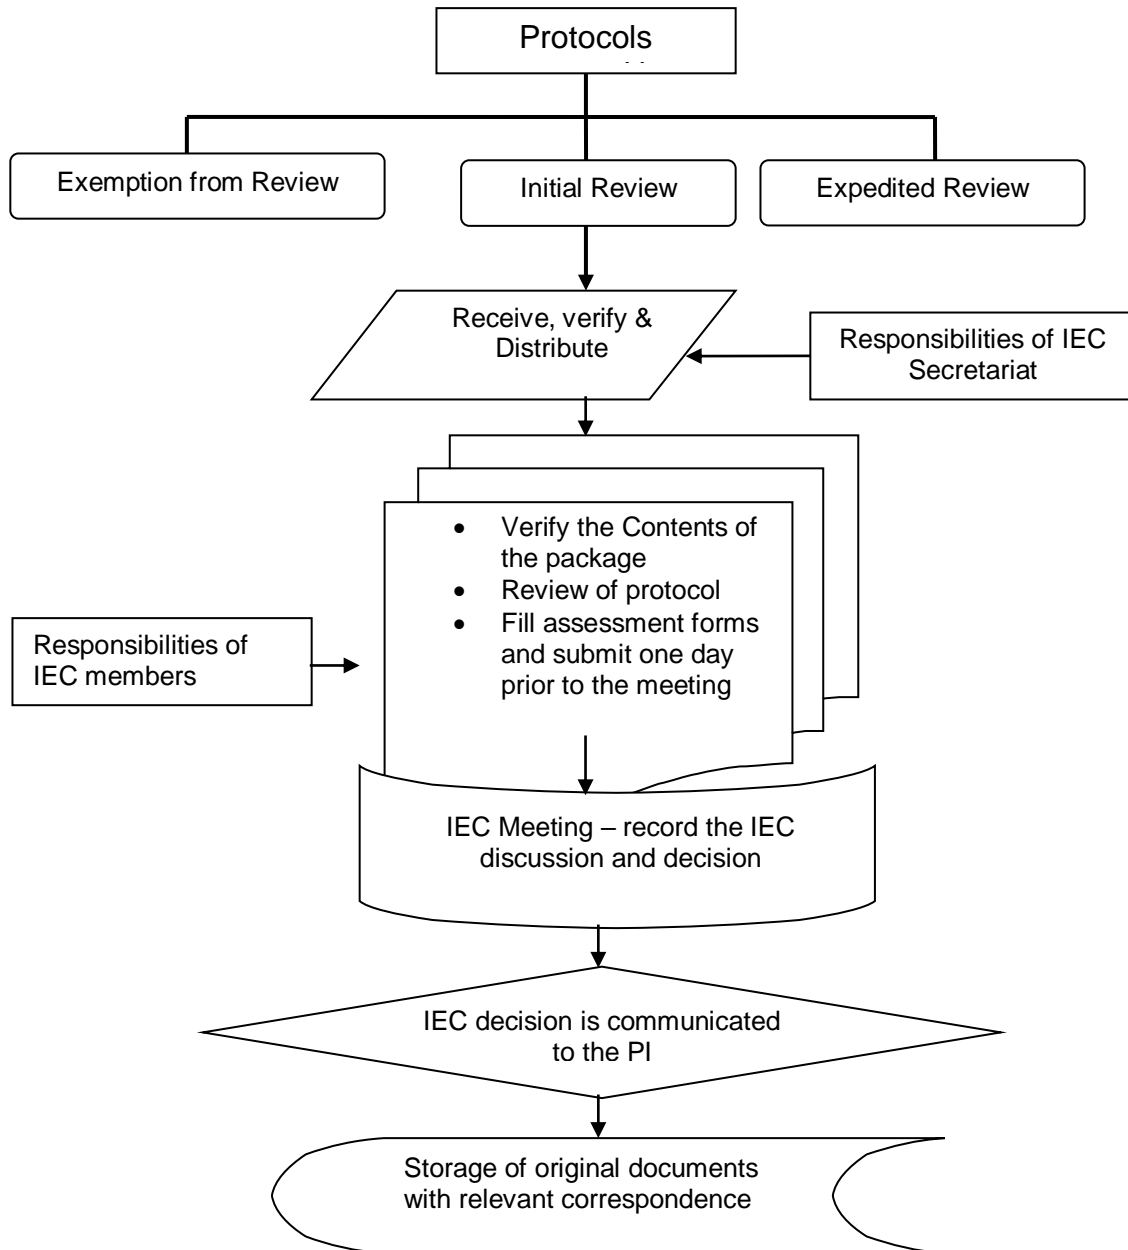 Protocols
Exemption from Review
Initial Review
Expedited Review
Receive, verify &
Distribute
Responsibilities of IEC
Secretariat
• Verify the Contents of
the package
• Review of protocol
• Fill assessment forms
and submit one day
prior to the meeting
Responsibilities of
IEC members
IEC Meeting – record the IEC
discussion and decision
IEC decision is communicated
to the PI
Storage of original documents
with relevant correspondence